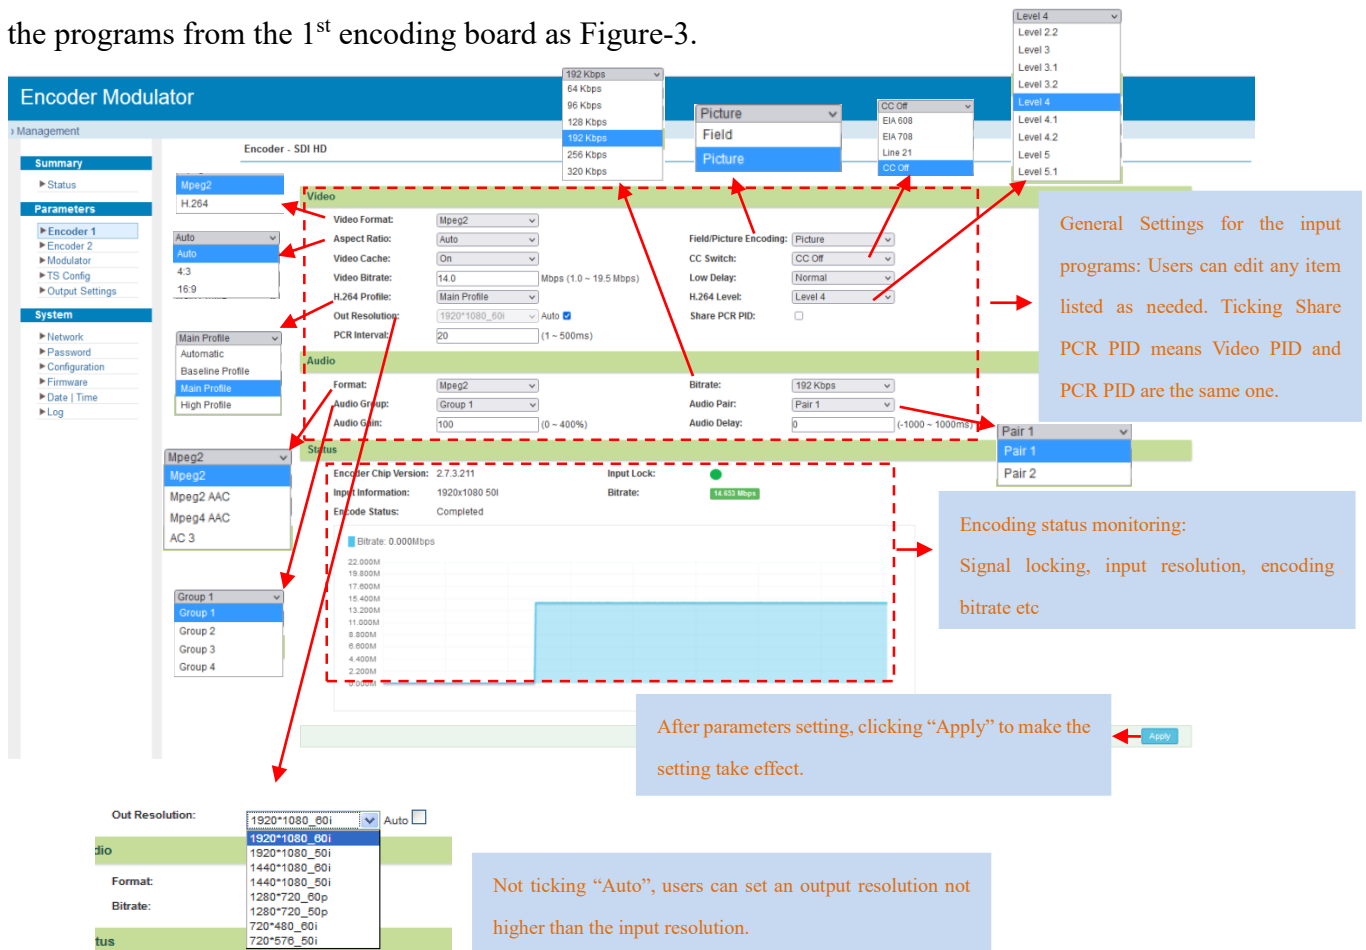 the programs from the 1st encoding board as Figure-3.
Level 4
Level 2.2
Level 3
Level 3.1
Level 3.2
Level 4
Level 4.1
Level 4.2
Level 5
Level 5.1
192 Kbps
64 Kbps
96 Kbps
128 Kbps
192 Kbps
256 Kbps
320 Kbps
Picture
Field
Picture
CC Off
EIA 608
EIA 708
Line 21
CC Off
Encoder Modulator
› Management
Encoder - SDI HD
Summary
Status
Parameters
Encoder 1
Encoder 2
Modulator
TS Config
Output Settings
System
Network
Password
Configuration
Firmware
Date | Time
Log
Mpeg2
H.264
Auto
Auto
4:3
16:9
Main Profile
Automatic
Baseline Profile
Main Profile
High Profile
Mpeg2
Mpeg2
Mpeg2 AAC
Mpeg4 AAC
AC 3
Group 1
Group 1
Group 2
Group 3
Group 4
Video
Video Format: Mpeg2
Aspect Ratio: Auto Field/Picture Encoding: Picture
Video Cache: On CC Switch: CC Off
Video Bitrate: 14.0 Mbps (1.0 ~ 19.5 Mbps) Low Delay: Normal
H.264 Profile: Main Profile H.264 Level: Level 4
Out Resolution: 1920*1080_60i Auto Share PCR PID:
PCR Interval: 20 (1 ~ 500ms)
Audio
Format: Mpeg2 Bitrate: 192 Kbps
Audio Group: Group 1 Audio Pair: Pair 1
Audio Gain: 100 (0 ~ 400%) Audio Delay: 0 (-1000 ~ 1000ms)
Pair 1
Pair 1
Pair 2
Status
Encoder Chip Version: 2.7.3.211 Input Lock:
Input Information: 1920x1080 50I Bitrate: 14.653 Mbps
Encode Status: Completed
Bitrate: 0.000Mbps
22.000M
19.800M
17.600M
15.400M
13.200M
11.000M
8.800M
6.600M
4.400M
2.200M
0.000M
General Settings for the input
programs: Users can edit any item
listed as needed. Ticking Share
PCR PID means Video PID and
PCR PID are the same one.
Encoding status monitoring:
Signal locking, input resolution, encoding
bitrate etc
After parameters setting, clicking “Apply” to make the
setting take effect.
Apply
Out Resolution: 1920*1080_60i Auto
1920*1080_60i
1920*1080_50i
1440*1080_60i
1440*1080_50i
1280*720_60p
1280*720_50p
720*480_60i
720*576_50i
dio
Format:
Bitrate:
tus
Not ticking “Auto”, users can set an output resolution not
higher than the input resolution.